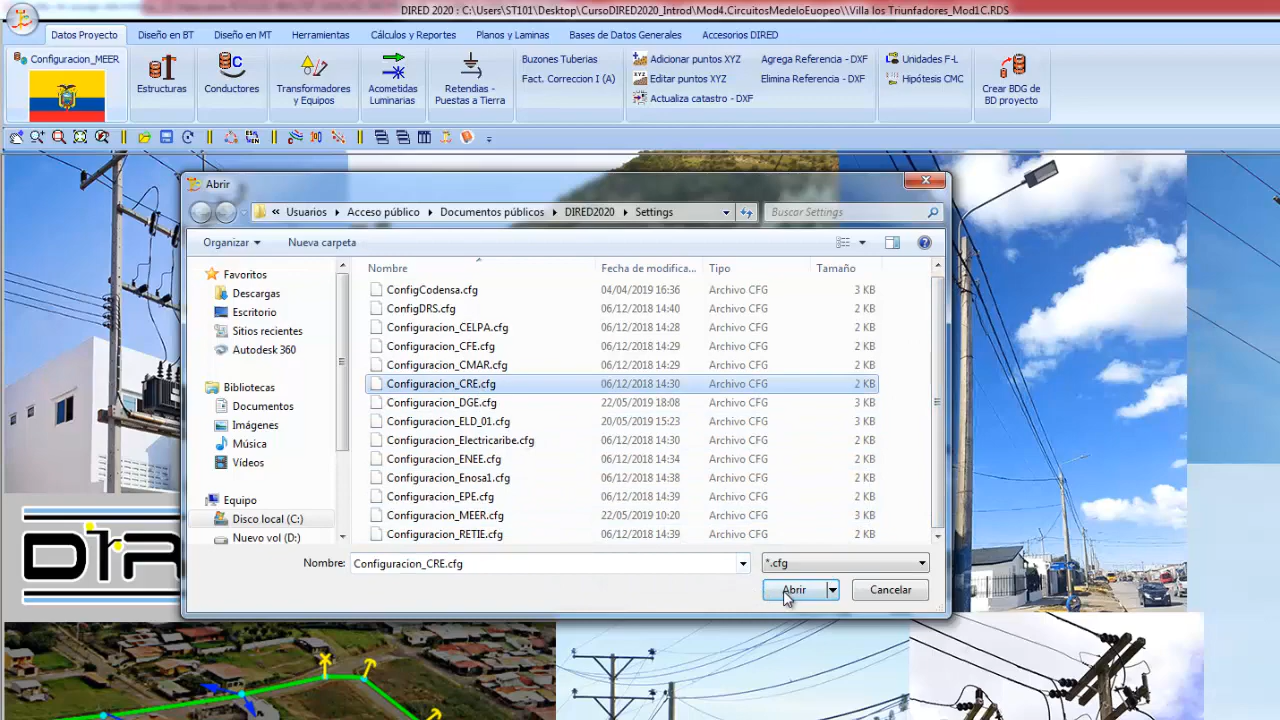 DIRED 2020 : C:\Users\ST101\Desktop\CursoDIRED2020_Introd\Modulo 1_DatosCampo\\Villa los Triunfadores_Mod1C.RDS
Datos Proyecto Diseño en BT Diseño en MT Herramientas Cálculos y Reportes Planos y Laminas Bases de Datos Generales Accesorios DIRED
Configuracion_MEER
Estructuras
Conductores
Transformadores
y Equipos
Acometidas
Luminarias
Retendias -
Puestas a Tierra
Buzones Tuberias
Fact. Correccion I (A)
Adicionar puntos XYZ
Editar puntos XYZ
Actualiza catastro - DXF
Agrega Referencia - DXF
Elimina Referencia - DXF
Unidades F-L
Hipótesis CMC
Crear BDG de
BD proyecto
Abrir
« Usuarios Acceso público Documentos públicos DIRED2020 Settings
Buscar Settings
Organizar Nueva carpeta
Favoritos
Descargas
Escritorio
Sitios recientes
Autodesk 360
Bibliotecas
Documentos
Imágenes
Música
Vídeos
Equipo
Disco local (C:)
Nuevo vol (D:)
Nombre Fecha de modifica... Tipo Tamaño
ConfigCodensa.cfg 04/04/2019 16:36 Archivo CFG 3 KB
ConfigDRS.cfg 06/12/2018 14:40 Archivo CFG 2 KB
Configuracion_CELPA.cfg 06/12/2018 14:28 Archivo CFG 2 KB
Configuracion_CFE.cfg 06/12/2018 14:29 Archivo CFG 2 KB
Configuracion_CMAR.cfg 06/12/2018 14:29 Archivo CFG 2 KB
Configuracion_CRE.cfg 06/12/2018 14:30 Archivo CFG 2 KB
Configuracion_DGE.cfg 22/05/2019 18:08 Archivo CFG 3 KB
Configuracion_ELD_01.cfg 20/05/2019 15:23 Archivo CFG 3 KB
Configuracion_Electricaribe.cfg 06/12/2018 14:30 Archivo CFG 2 KB
Configuracion_ENEE.cfg 06/12/2018 14:34 Archivo CFG 2 KB
Configuracion_Enosa1.cfg 06/12/2018 14:38 Archivo CFG 2 KB
Configuracion_EPE.cfg 06/12/2018 14:39 Archivo CFG 2 KB
Configuracion_MEER.cfg 22/05/2019 10:20 Archivo CFG 3 KB
Configuracion_RETIE.cfg 06/12/2018 14:39 Archivo CFG 2 KB
Nombre: Configuracion_CRE.cfg *.cfg
Abrir Cancelar